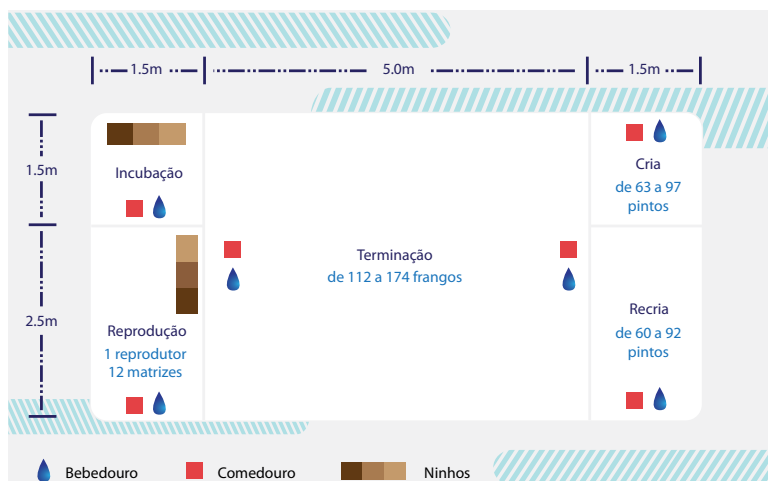 1.5m
5.0m
1.5m
1.5m
2.5m
Incubação
Reprodução
1 reprodutor
12 matrizes
Terminação
de 112 a 174 frangos
Cria
de 63 a 97
pintos
Recria
de 60 a 92
pintos
Bebedouro
Comedouro
Ninhos